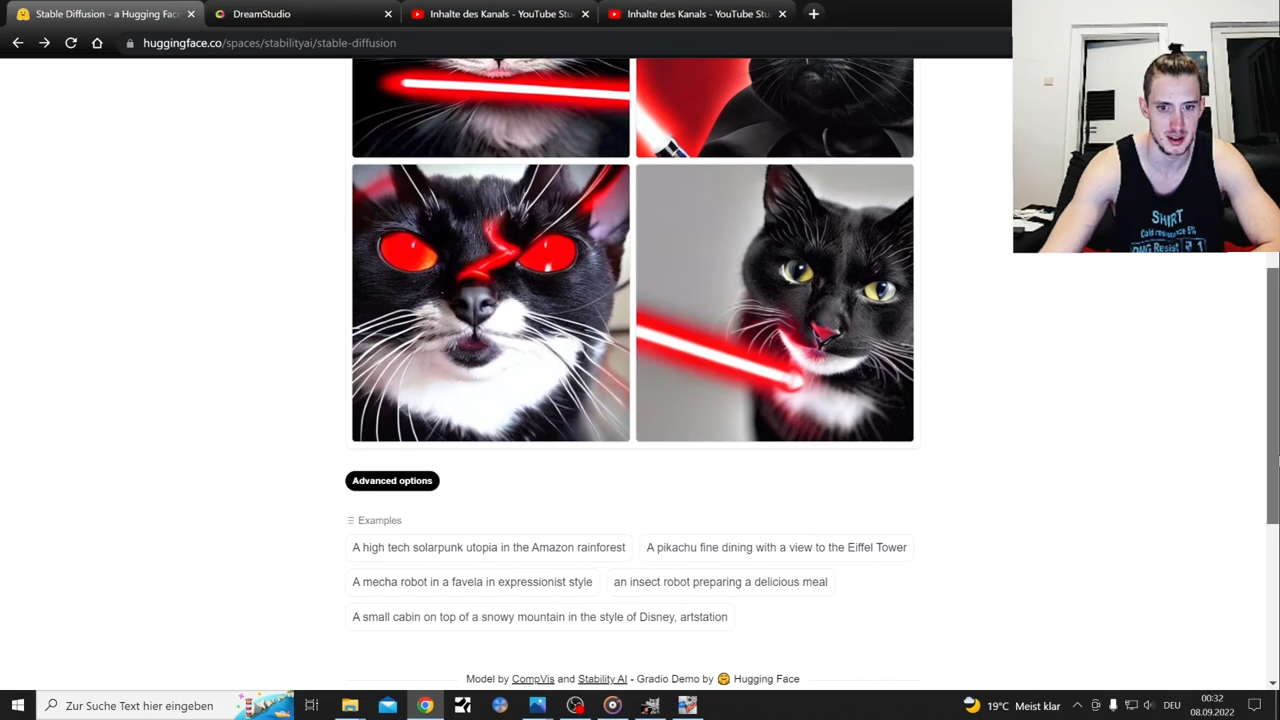 Stable Diffusion - a Hugging Face
DreamStudio
Inhalte des Kanals - YouTube Stu
Inhalte des Kanals - YouTube Stu
huggingface.co/spaces/stabilityai/stable-diffusion
SHIRT
Cold resistance 5%
Advanced options
Examples
A high tech solarpunk utopia in the Amazon rainforest
A pikachu fine dining with a view to the Eiffel Tower
A mecha robot in a favela in expressionist style
an insect robot preparing a delicious meal
A small cabin on top of a snowy mountain in the style of Disney, artstation
Model by CompVis and Stability AI - Gradio Demo by Hugging Face
Zur Suche Text hier eingeben
19°C Meist klar
DEU
00:32
08.09.2022